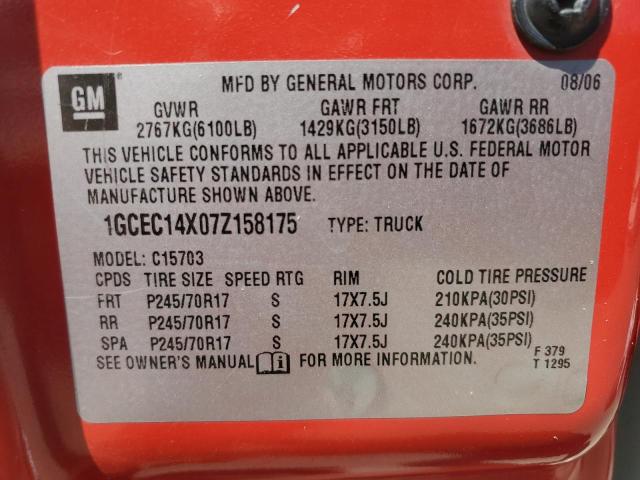 GM
MFD BY GENERAL MOTORS CORP. 08/06
GVWR GAWR FRT GAWR RR
2767KG(6100LB) 1429KG(3150LB) 1672KG(3686LB)
THIS VEHICLE CONFORMS TO ALL APPLICABLE U.S. FEDERAL MOTOR
VEHICLE SAFETY STANDARDS IN EFFECT ON THE DATE OF
MANUFACTURE SHOWN ABOVE.
1GCEC14X07Z158175 TYPE: TRUCK
MODEL: C15703
CPDS TIRE SIZE SPEED RTG RIM COLD TIRE PRESSURE
FRT P245/70R17 S 17X7.5J 210KPA(30PSI)
RR P245/70R17 S 17X7.5J 240KPA(35PSI)
SPA P245/70R17 S 17X7.5J 240KPA(35PSI)
SEE OWNER'S MANUAL FOR MORE INFORMATION.
F 379
T 1295